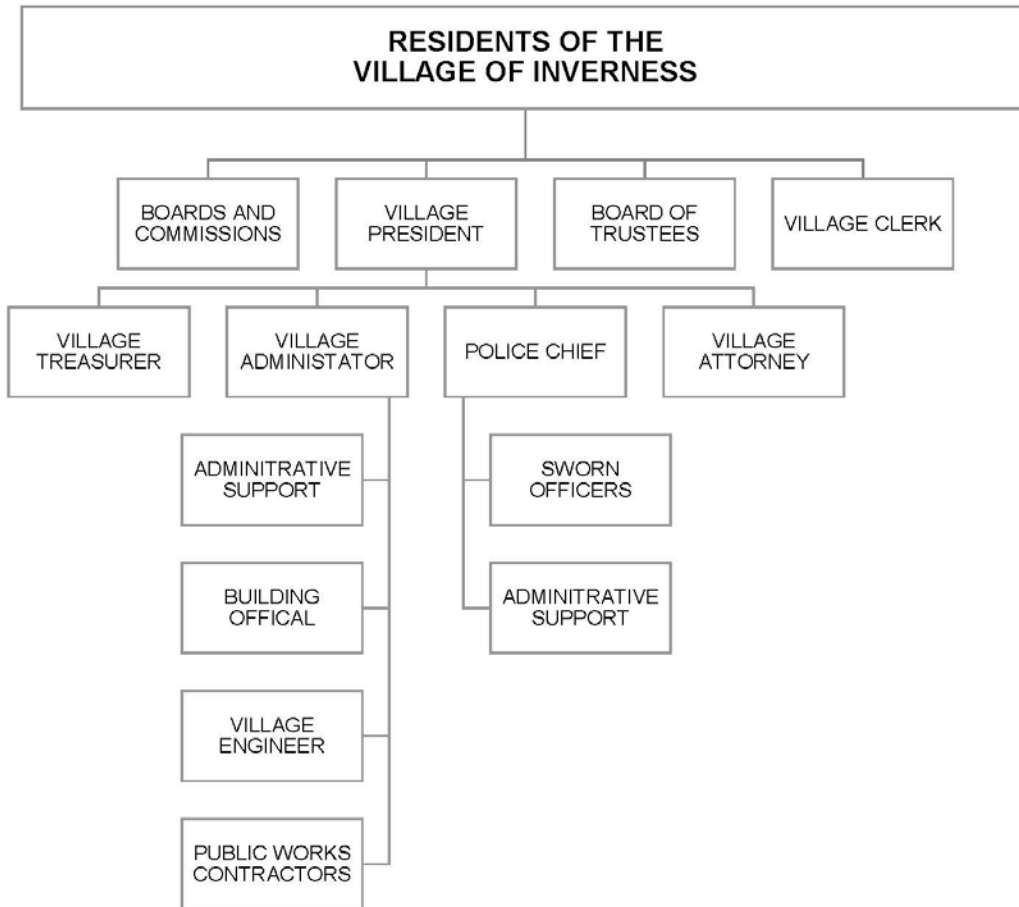 RESIDENTS OF THE
VILLAGE OF INVERNESS
BOARDS AND
COMMISSIONS
VILLAGE
PRESIDENT
BOARD OF
TRUSTEES
VILLAGE CLERK
VILLAGE
TREASURER
VILLAGE
ADMINISTATOR
POLICE CHIEF
VILLAGE
ATTORNEY
ADMINITRATIVE
SUPPORT
SWORN
OFFICERS
BUILDING
OFFICAL
ADMINITRATIVE
SUPPORT
VILLAGE
ENGINEER
PUBLIC WORKS
CONTRACTORS